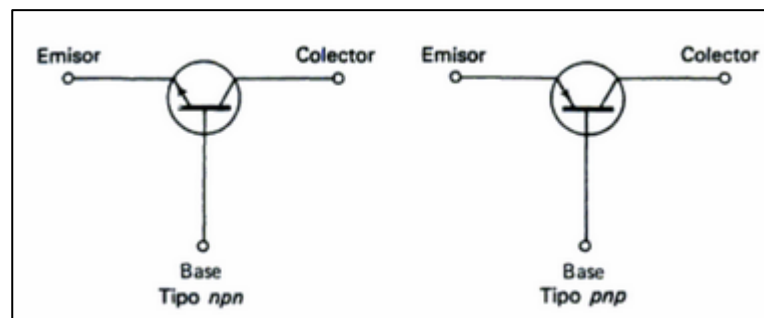 Emisor
Colector
Base
Tipo npn
Emisor
Colector
Base
Tipo pnp